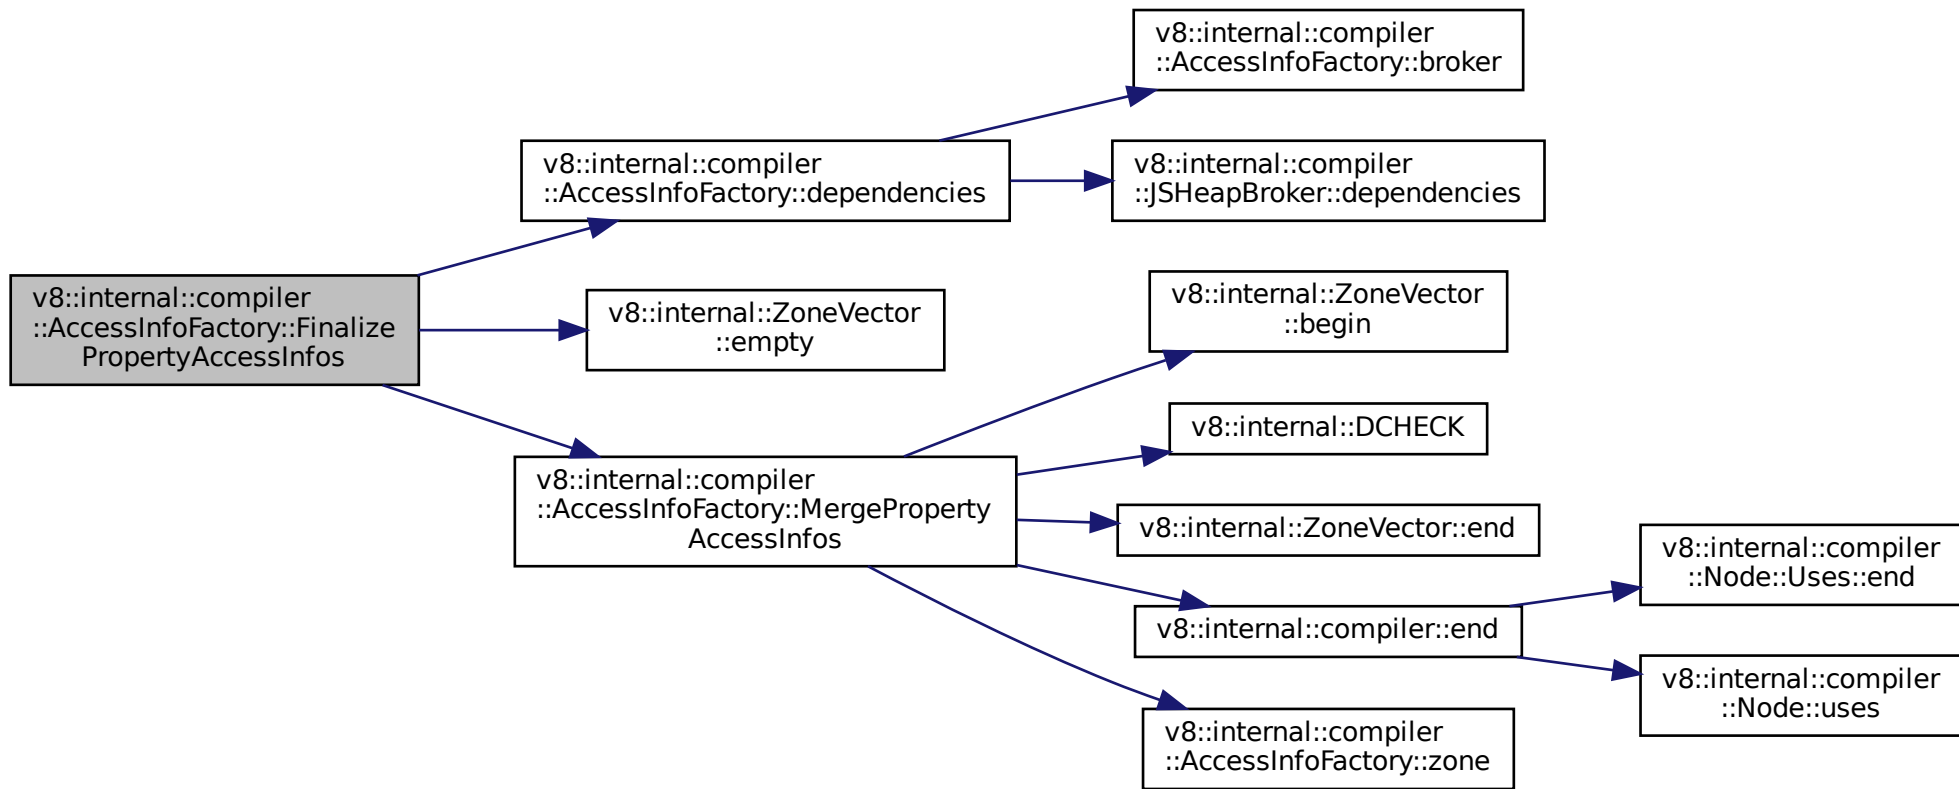 v8::internal::compiler
::AccessInfoFactory::Finalize
PropertyAccessInfos
v8::internal::compiler
::AccessInfoFactory::dependencies
v8::internal::compiler
::AccessInfoFactory::broker
v8::internal::compiler
::JSHeapBroker::dependencies
v8::internal::ZoneVector
::empty
v8::internal::compiler
::AccessInfoFactory::MergeProperty
AccessInfos
v8::internal::ZoneVector
::begin
v8::internal::DCHECK
v8::internal::ZoneVector::end
v8::internal::compiler::end
v8::internal::compiler
::Node::Uses::end
v8::internal::compiler
::Node::uses
v8::internal::compiler
::AccessInfoFactory::zone